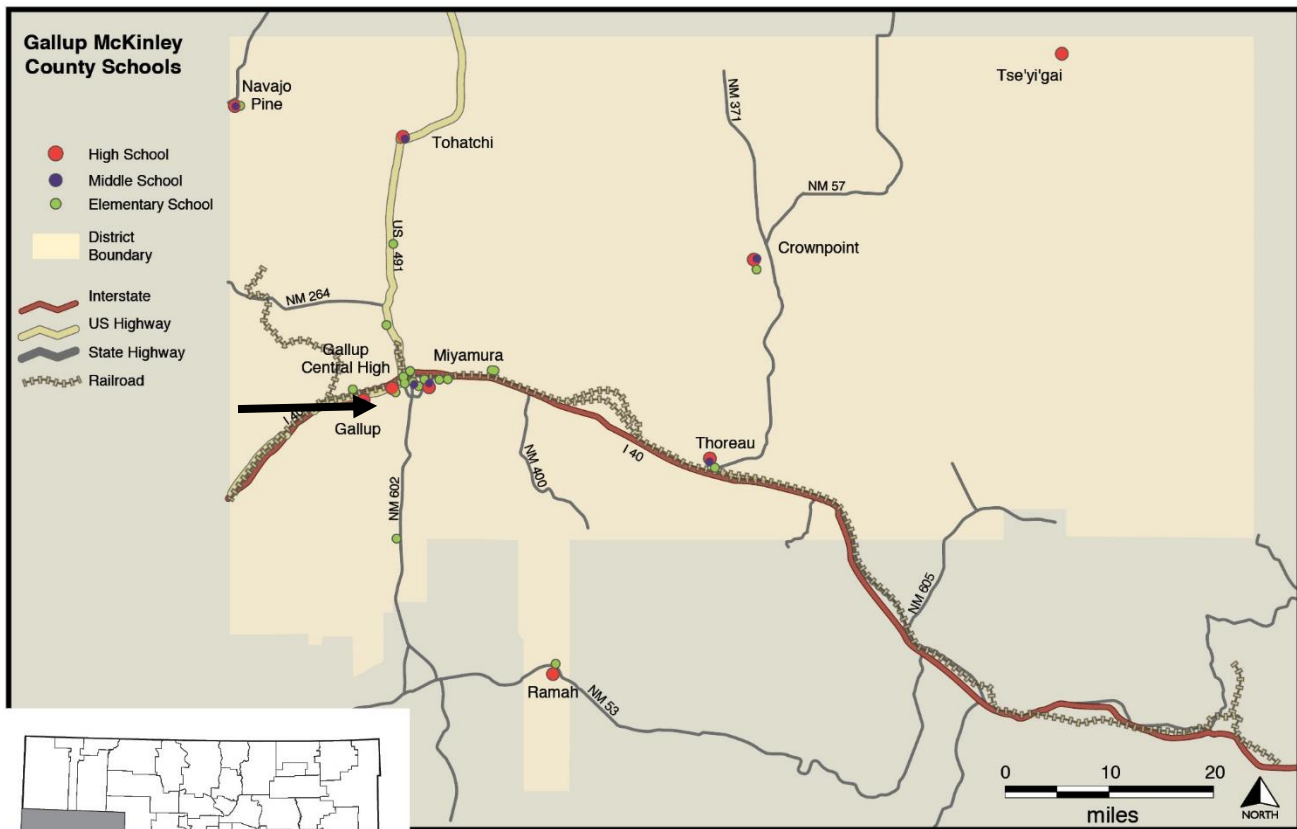 Gallup McKinley
County Schools
High School
Middle School
Elementary School
District
Boundary
Interstate
US Highway
State Highway
Railroad
Navajo
Pine
Tohatchi
US
491
NM 264
NM 371
NM 57
Tse'yi'gai
Crownpoint
Gallup
Central High
Miyamura
I 40
Gallup
NM 602
NM 400
I 40
Thoreau
NM 605
Ramah
NM 53
0 10 20
miles
NORTH